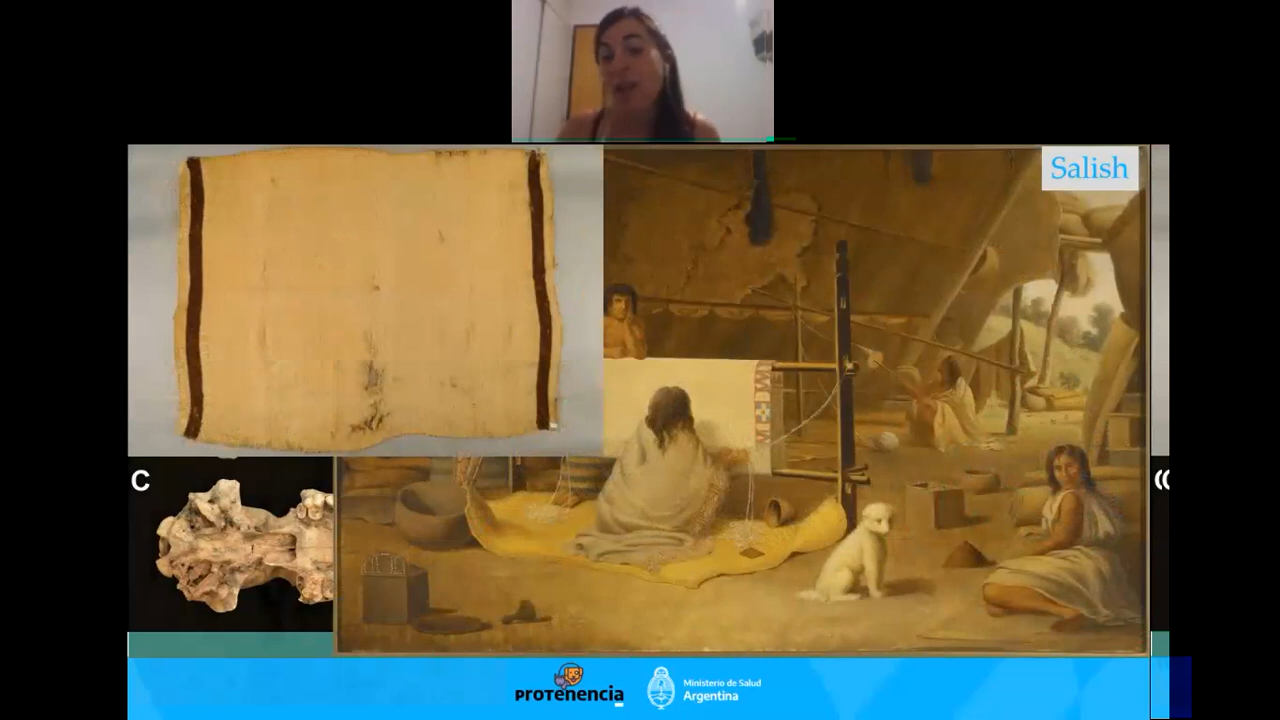 Salish
C
PROTENENCIA
Ministerio de Salud
Argentina